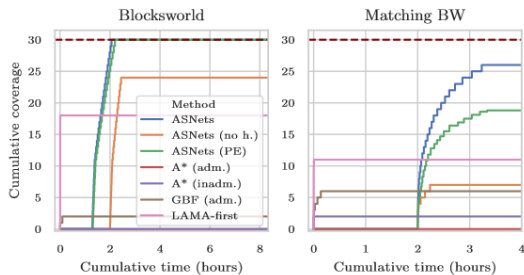 Blocksworld
Matching BW
Cumulative coverage
30
25
20
15
10
5
0
0 2 4 6 8
Cumulative time (hours)
Method
ASNets
ASNets (no h.)
ASNets (PE)
A* (adm.)
A* (inadm.)
GBF (adm.)
LAMA-first
30
25
20
15
10
5
0
0 1 2 3 4
Cumulative time (hours)